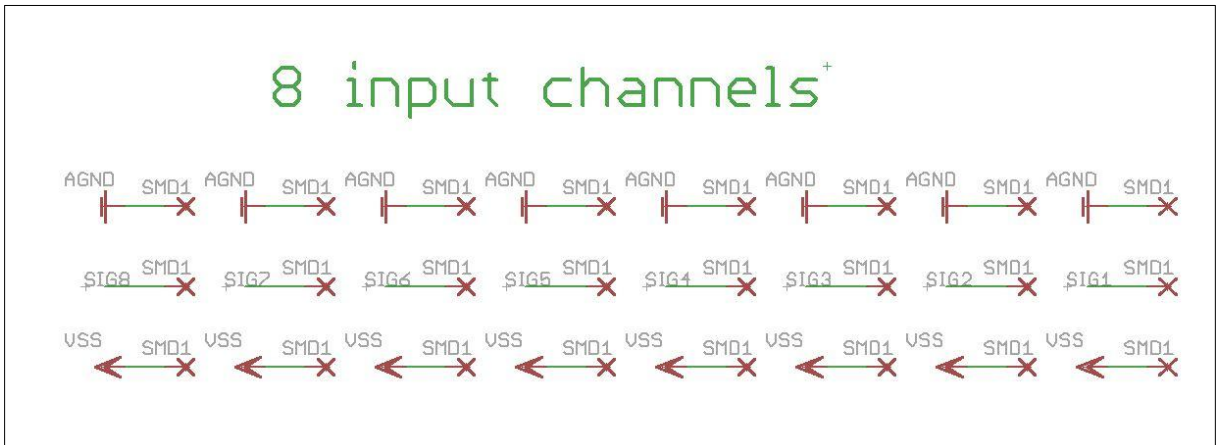 8 input channels
AGND SMD1 AGND SMD1 AGND SMD1 AGND SMD1 AGND SMD1 AGND SMD1 AGND SMD1 AGND SMD1
SIG8 SMD1 SIG7 SMD1 SIG6 SMD1 SIG5 SMD1 SIG4 SMD1 SIG3 SMD1 SIG2 SMD1 SIG1 SMD1
VSS SMD1 VSS SMD1 VSS SMD1 VSS SMD1 VSS SMD1 VSS SMD1 VSS SMD1 VSS SMD1